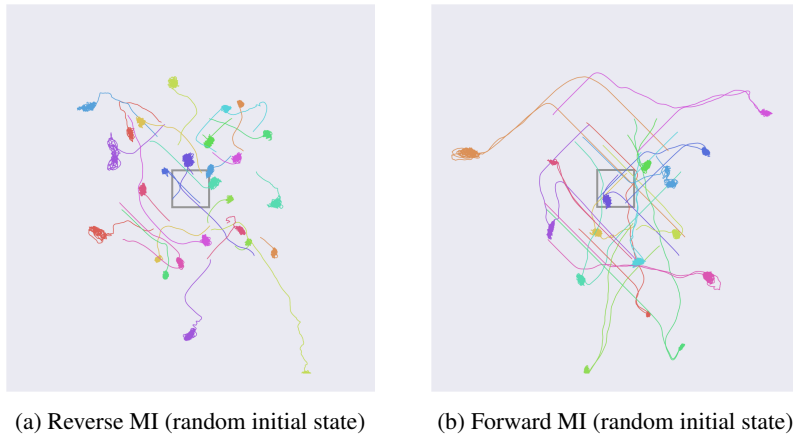 (a) Reverse MI (random initial state)
(b) Forward MI (random initial state)